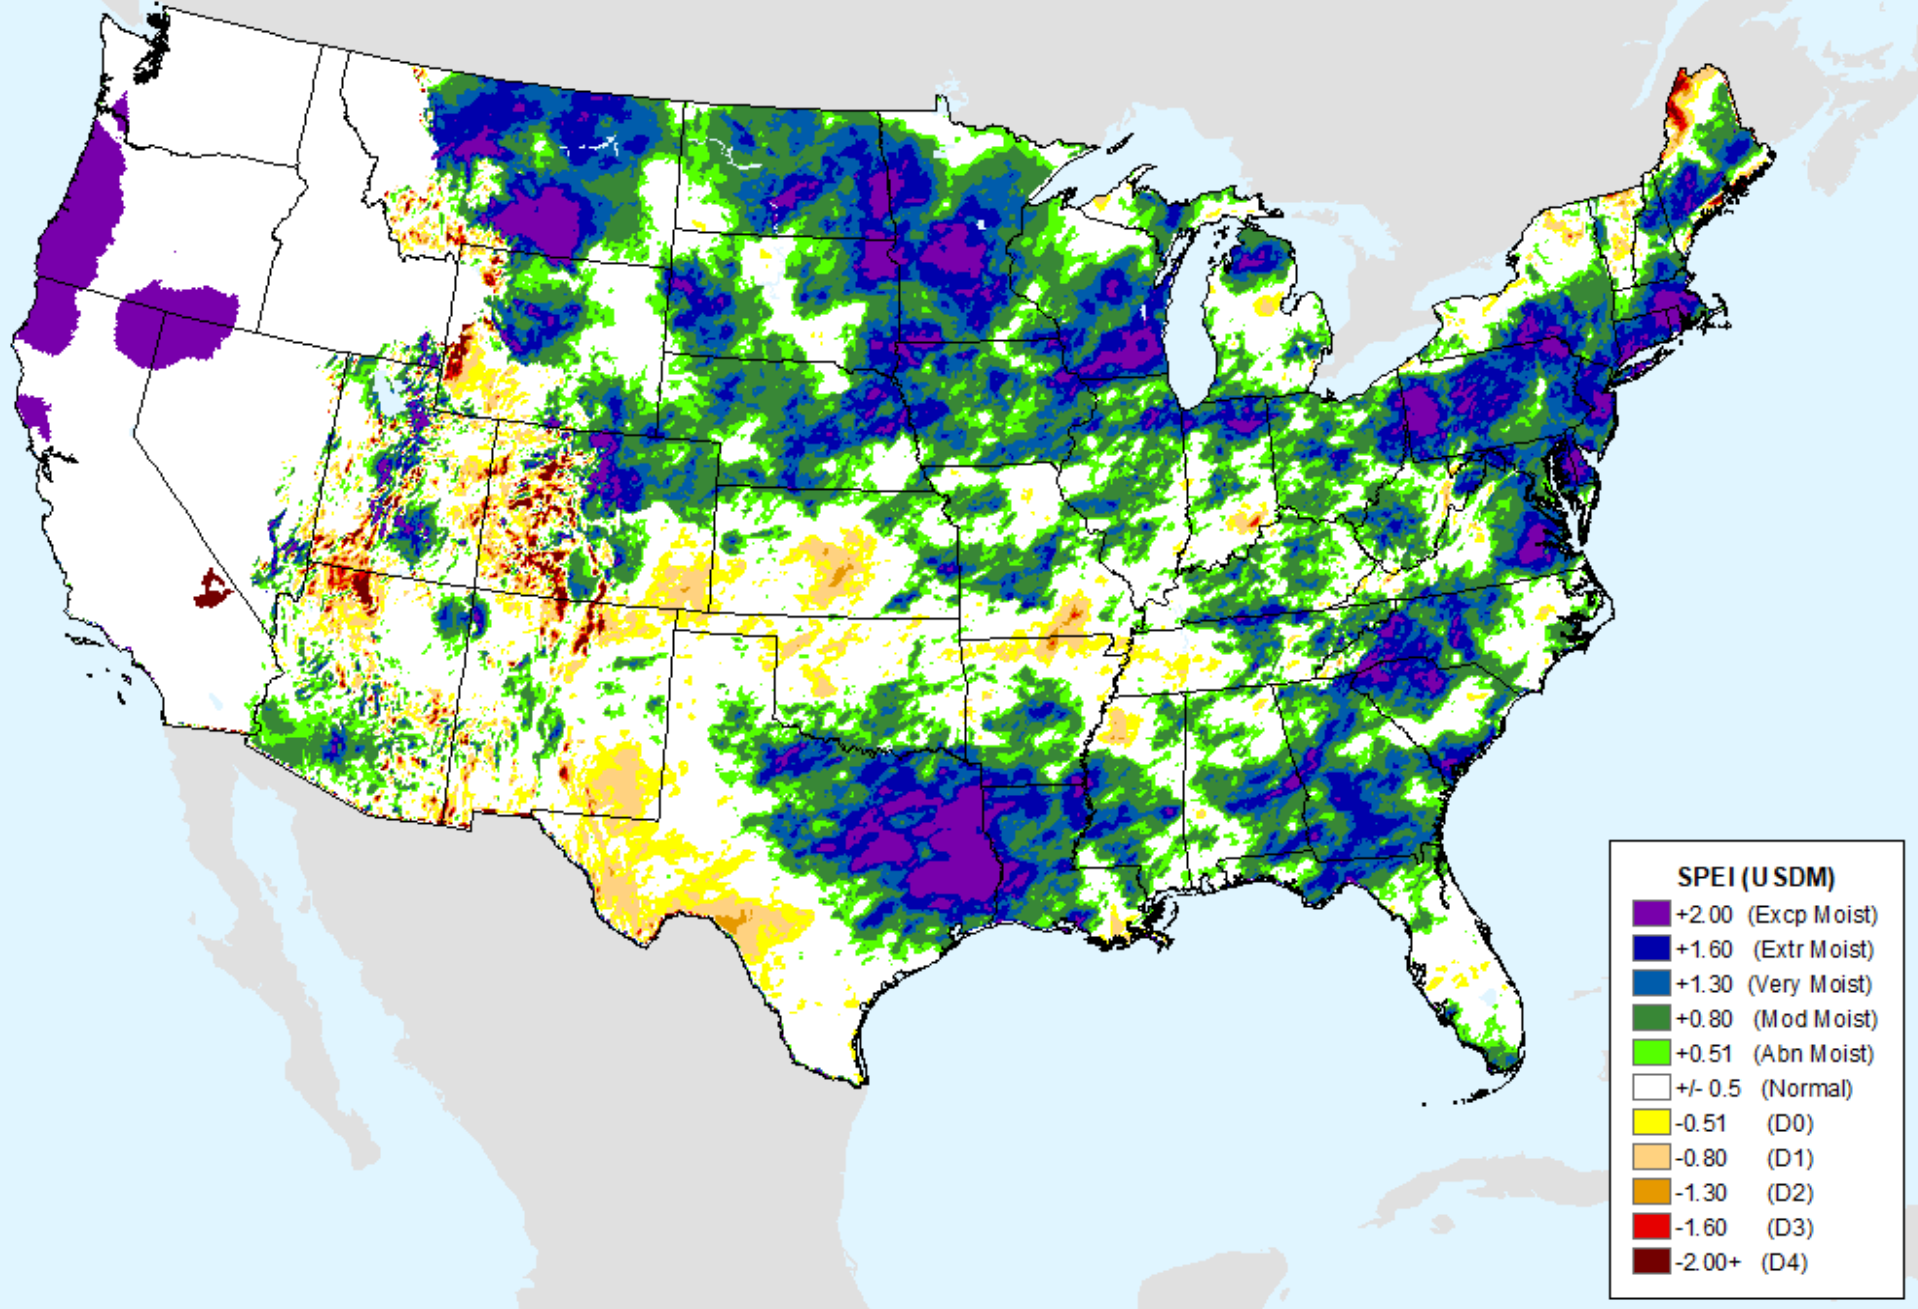 SPEI (USDM)
+2.00 (Excp Moist)
+1.60 (Extr Moist)
+1.30 (Very Moist)
+0.80 (Mod Moist)
+0.51 (Abn Moist)
+/- 0.5 (Normal)
-0.51 (D0)
-0.80 (D1)
-1.30 (D2)
-1.60 (D3)
-2.00+ (D4)